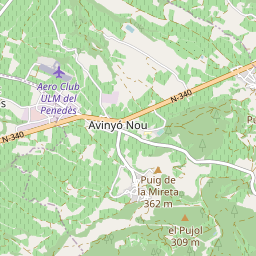 Aero Club
ULM del
Penedès
N-340
Avinyó Nou
N-340
Puig de
la Mireta
362 m
el Pujol
309 m